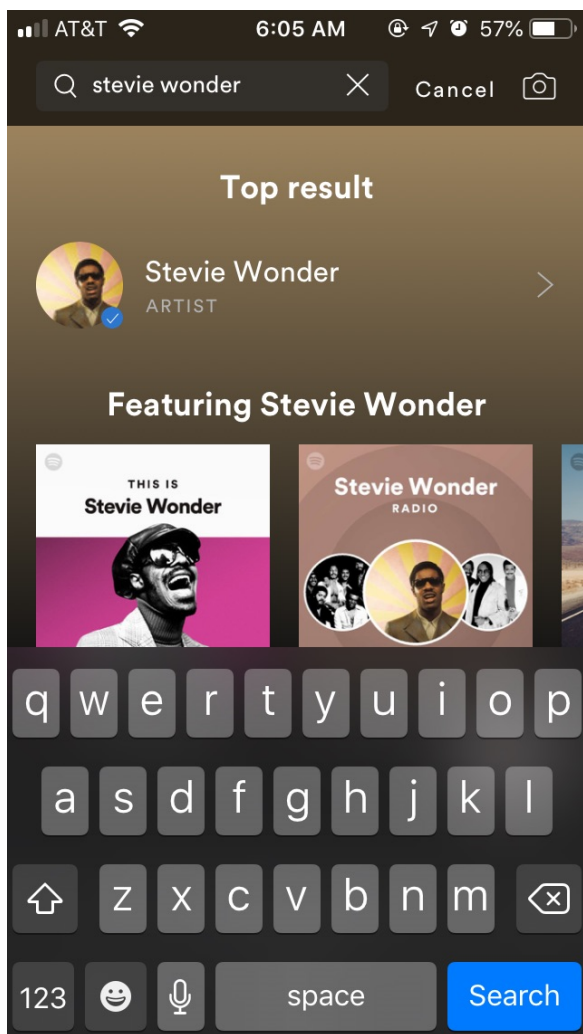 AT&T 6:05 AM 57%
stevie wonder Cancel
Top result
Stevie Wonder
ARTIST
Featuring Stevie Wonder
THIS IS
Stevie Wonder
Stevie Wonder
RADIO
q w e r t y u i o p
a s d f g h j k l
z x c v b n m
123 space Search